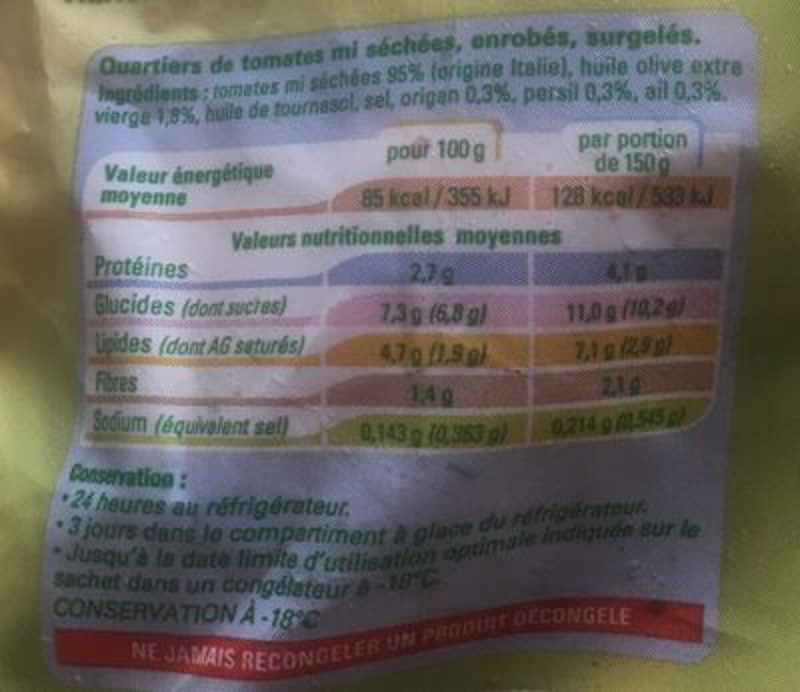 Quartiers de tomates mi séchées, enrobés, surgelés.
Ingrédients : tomates mi séchées 95% (origine Italie), huile olive extra
vierge 1,8%, huile de tournesol, sel, origan 0,3%, persil 0,3%, ail 0,3%.
pour 100 g par portion
de 150 g
Valeur énergétique
moyenne 85 kcal / 355 kJ 128 kcal / 533 kJ
Valeurs nutritionnelles moyennes
Protéines 2,7 g 4,1 g
Glucides (dont sucres) 7,3 g (6,8 g) 11,0 g (10,2 g)
Lipides (dont AG saturés) 4,7 g (1,9 g) 7,1 g (2,9 g)
Fibres 1,4 g 2,1 g
Sodium (équivalent sel) 0,143 g (0,363 g) 0,214 g (0,545 g)
Conservation :
• 24 heures au réfrigérateur.
• 3 jours dans le compartiment à glace du réfrigérateur.
• Jusqu'à la date limite d'utilisation optimale indiquée sur le
sachet dans un congélateur à -18°C.
CONSERVATION À -18°C
NE JAMAIS RECONGELER UN PRODUIT DÉCONGELÉ